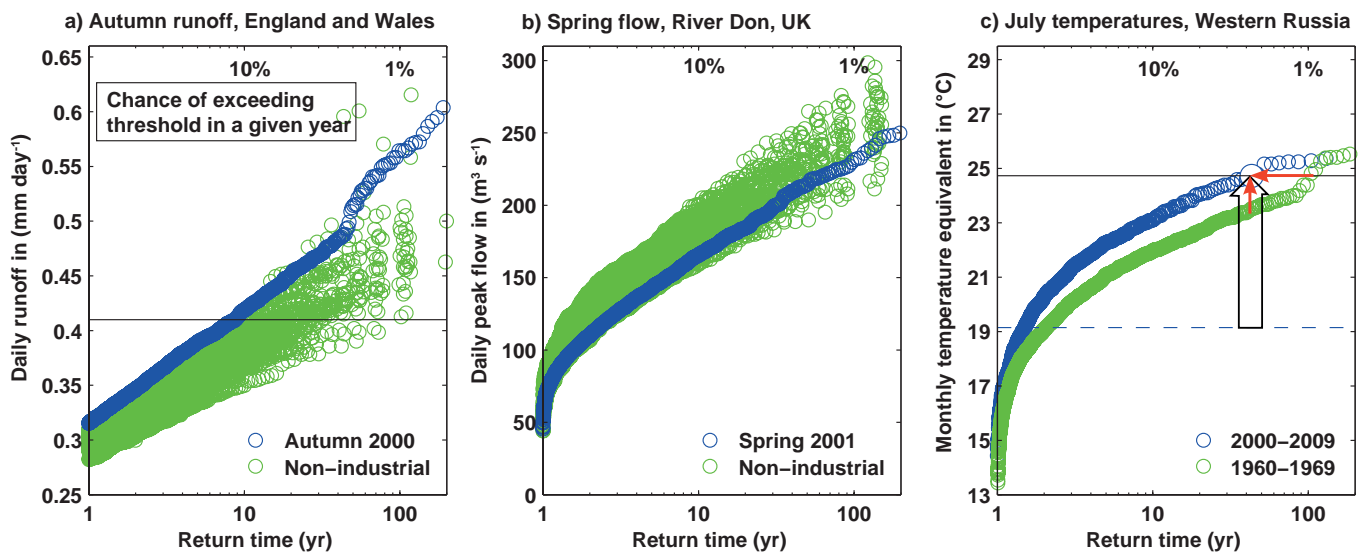 a) Autumn runoff, England and Wales
0.65
0.6
0.55
0.5
0.45
0.4
0.35
0.3
0.25
Daily runoff in (mm day⁻¹)
10%
1%
Chance of exceeding
threshold in a given year
Autumn 2000
Non–industrial
1
10
100
Return time (yr)
b) Spring flow, River Don, UK
300
250
200
150
100
50
0
Daily peak flow in (m³ s⁻¹)
10%
1%
Spring 2001
Non–industrial
1
10
100
Return time (yr)
c) July temperatures, Western Russia
29
27
25
23
21
19
17
15
13
Monthly temperature equivalent in (°C)
10%
1%
2000–2009
1960–1969
1
10
100
Return time (yr)